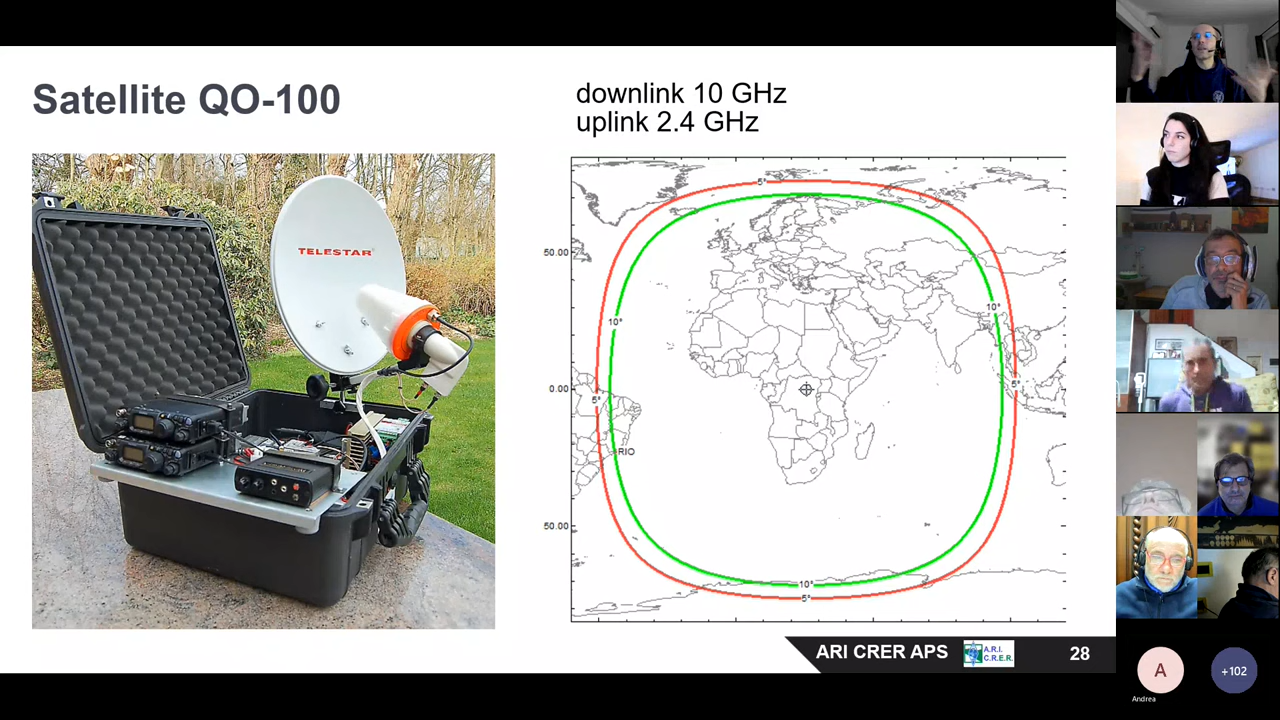 Satellite QO-100
downlink 10 GHz
uplink 2.4 GHz
TELESTAR
5°
50.00
10°
10°
0.00
5°
5°
RIO
50.00
10°
5°
ARI CRER APS
A.R.I.
C.R.E.R.
28
A
+102
Andrea